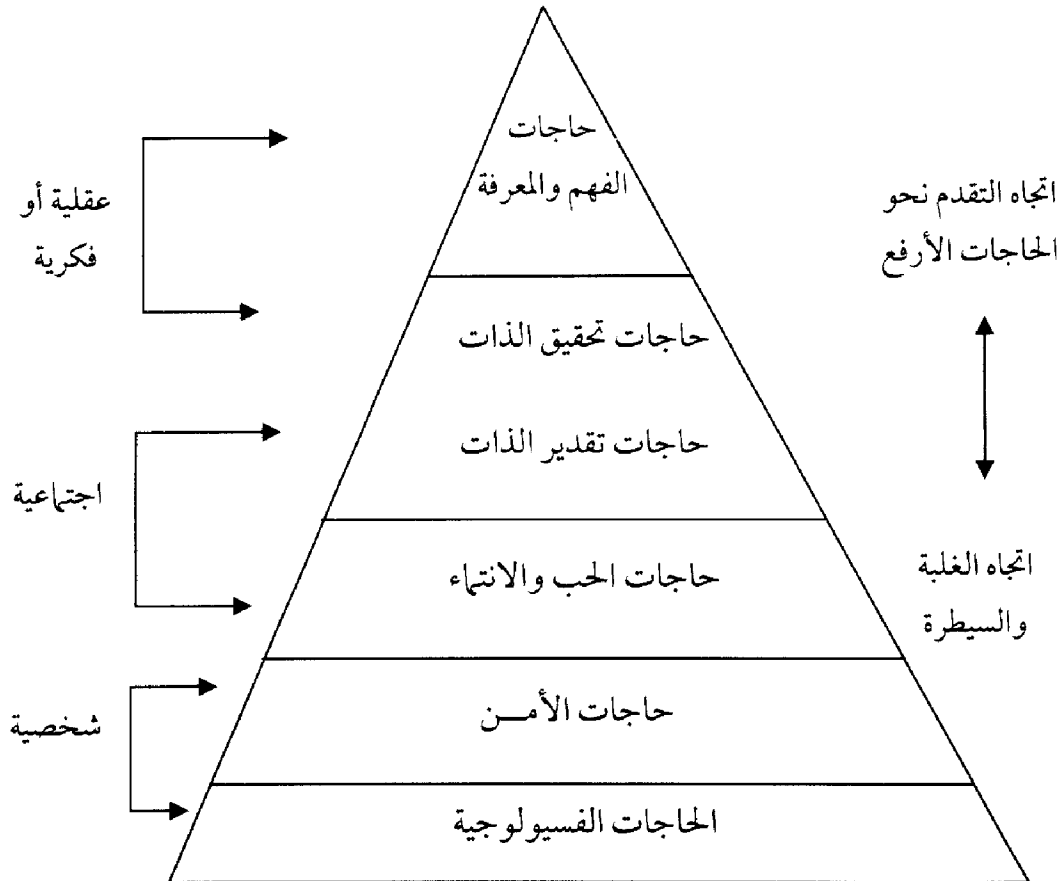 حاجات
الفهم والمعرفة
اتجاه التقدم نحو
الحاجات الأرفع
عقلية أو
فكرية
حاجات تحقيق الذات
حاجات تقدير الذات
اجتماعية
اتجاه الغلبة
والسيطرة
حاجات الحب والانتماء
حاجات الأمــن
شخصية
الحاجات الفسيولوجية